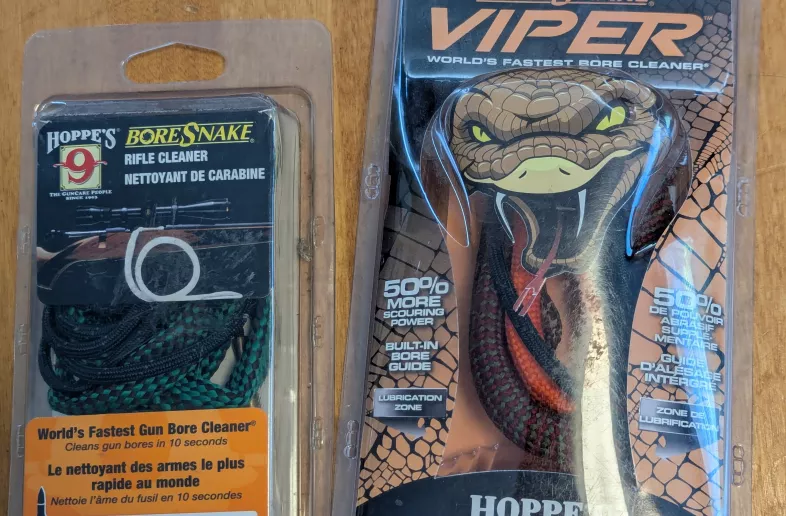 HOPPE'S
9
THE GUNCARE PEOPLE
SINCE 1903
BORESNAKE®
RIFLE CLEANER
NETTOYANT DE CARABINE
World's Fastest Gun Bore Cleaner®
Cleans gun bores in 10 seconds
Le nettoyant des armes le plus
rapide au monde
Nettoie l'âme du fusil en 10 secondes
VIPER™
WORLD'S FASTEST BORE CLEANER®
50%
MORE
SCOURING
POWER
BUILT-IN
BORE
GUIDE
LUBRICATION
ZONE
50%
DE POUVOIR
ABRASIF
SUPPLÉ
MENTAIRE
GUIDE
D'ALÉSAGE
INTÉRGRÉ
ZONE DE
LUBRIFICATION
HOPPE'